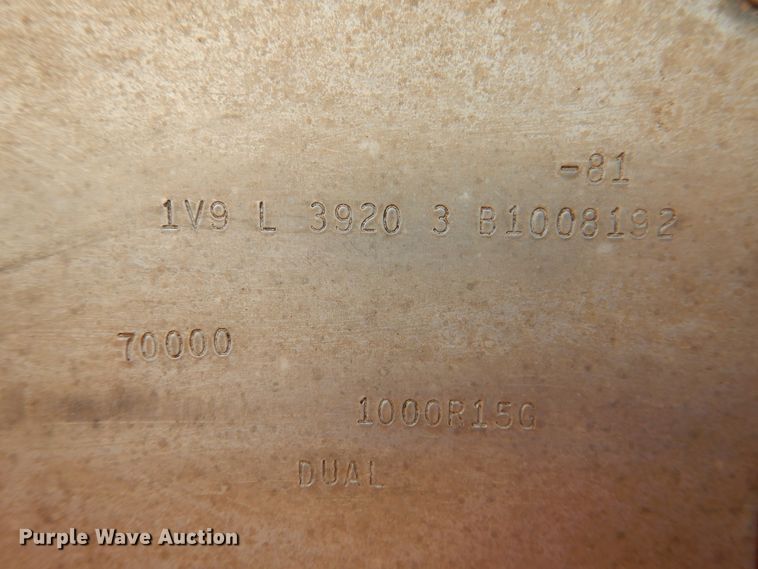 -81
1V9 L 3920 3 B1008192
70000
1000R15G
DUAL
Purple Wave Auction